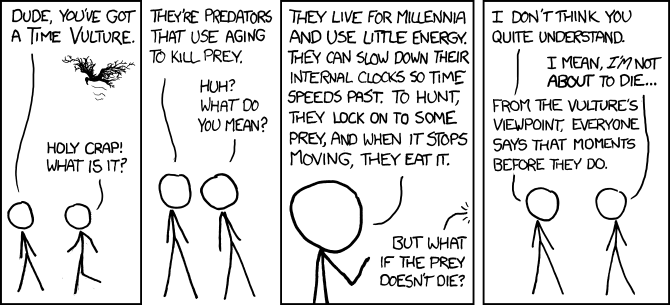 DUDE, YOU'VE GOT
A TIME VULTURE.
HOLY CRAP!
WHAT IS IT?
THEY'RE PREDATORS
THAT USE AGING
TO KILL PREY.
HUH?
WHAT DO
YOU MEAN?
THEY LIVE FOR MILLENNIA
AND USE LITTLE ENERGY.
THEY CAN SLOW DOWN THEIR
INTERNAL CLOCKS SO TIME
SPEEDS PAST. TO HUNT,
THEY LOCK ON TO SOME
PREY, AND WHEN IT STOPS
MOVING, THEY EAT IT.
BUT WHAT
IF THE PREY
DOESN'T DIE?
I DON'T THINK YOU
QUITE UNDERSTAND.
I MEAN, I'M NOT
ABOUT TO DIE...
FROM THE VULTURE'S
VIEWPOINT, EVERYONE
SAYS THAT MOMENTS
BEFORE THEY DO.